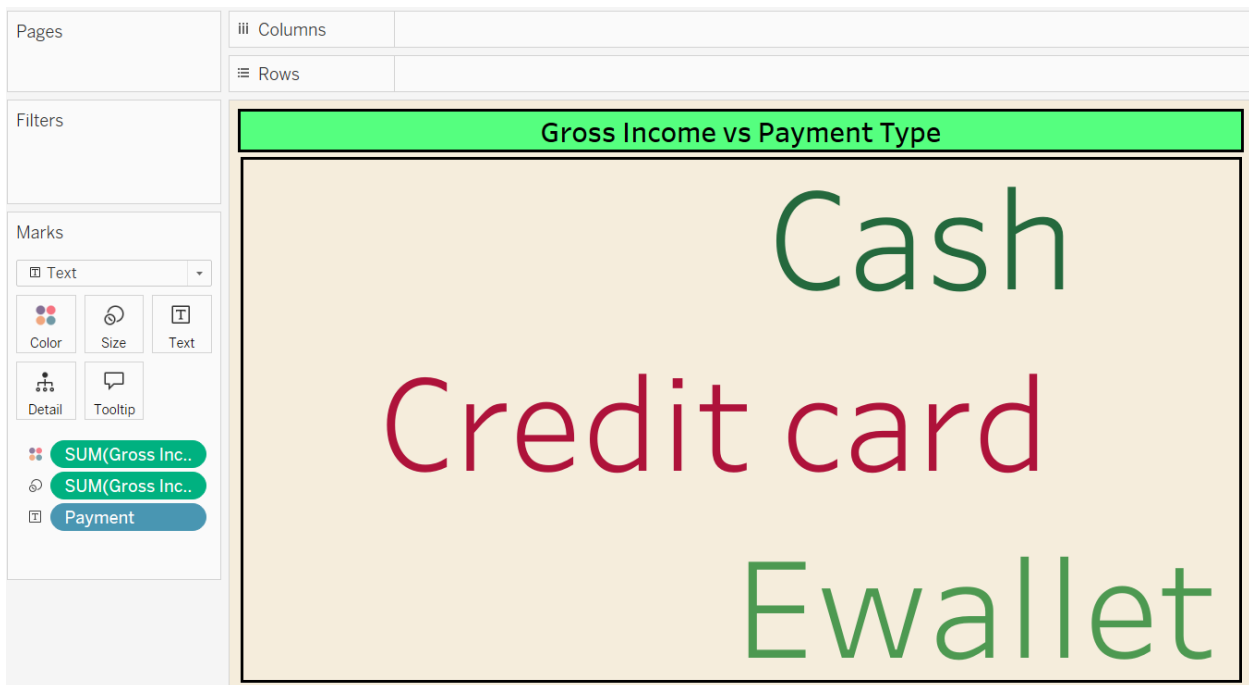 Pages
Columns
Rows
Filters
Gross Income vs Payment Type
Marks
Text
Color Size Text
Detail Tooltip
SUM(Gross Inc..
SUM(Gross Inc..
Payment
Cash
Credit card
Ewallet